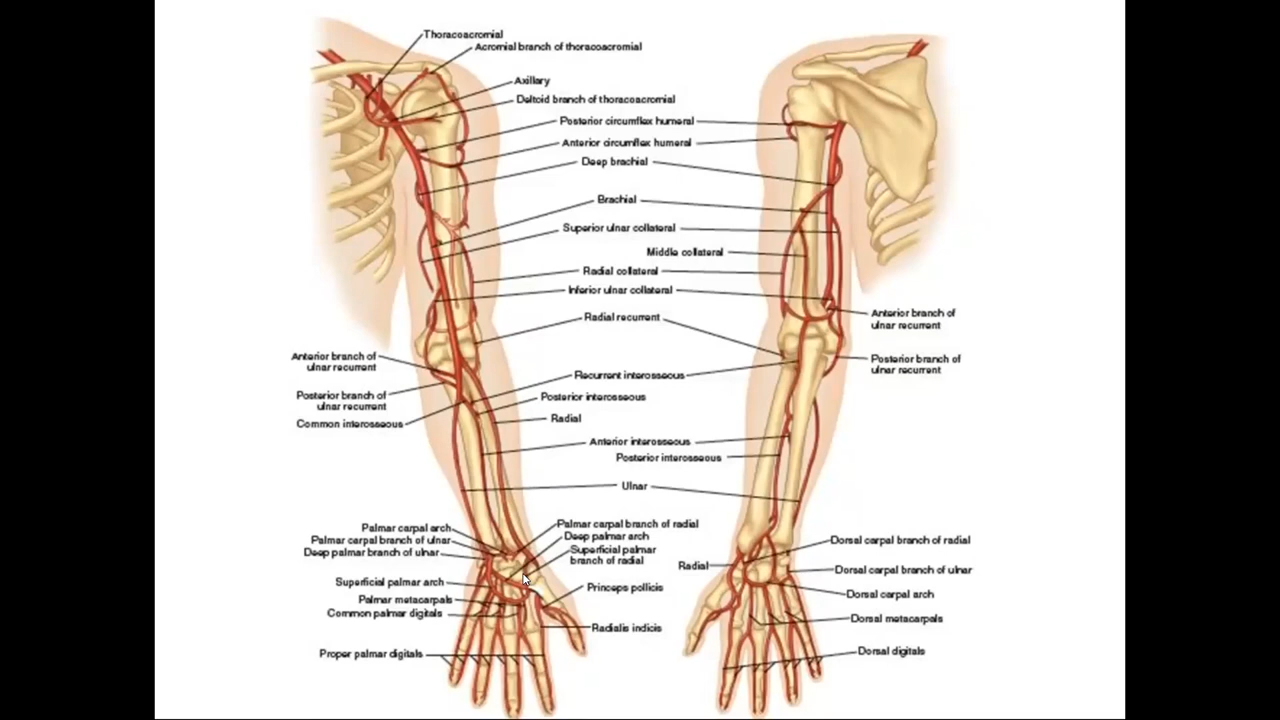 Thoracoacromial
Acromial branch of thoracoacromial
Axillary
Deltoid branch of thoracoacromial
Posterior circumflex humeral
Anterior circumflex humeral
Deep brachial
Brachial
Superior ulnar collateral
Middle collateral
Radial collateral
Inferior ulnar collateral
Radial recurrent
Anterior branch of
ulnar recurrent
Anterior branch of
ulnar recurrent
Posterior branch of
ulnar recurrent
Recurrent interosseous
Posterior branch of
ulnar recurrent
Posterior interosseous
Common interosseous
Radial
Anterior interosseous
Posterior interosseous
Ulnar
Palmar carpal arch
Palmar carpal branch of ulnar
Deep palmar branch of ulnar
Palmar carpal branch of radial
Deep palmar arch
Superficial palmar
branch of radial
Radial
Dorsal carpal branch of radial
Dorsal carpal branch of ulnar
Superficial palmar arch
Princeps pollicis
Dorsal carpal arch
Palmar metacarpals
Common palmar digitals
Dorsal metacarpals
Radialis indicis
Proper palmar digitals
Dorsal digitals